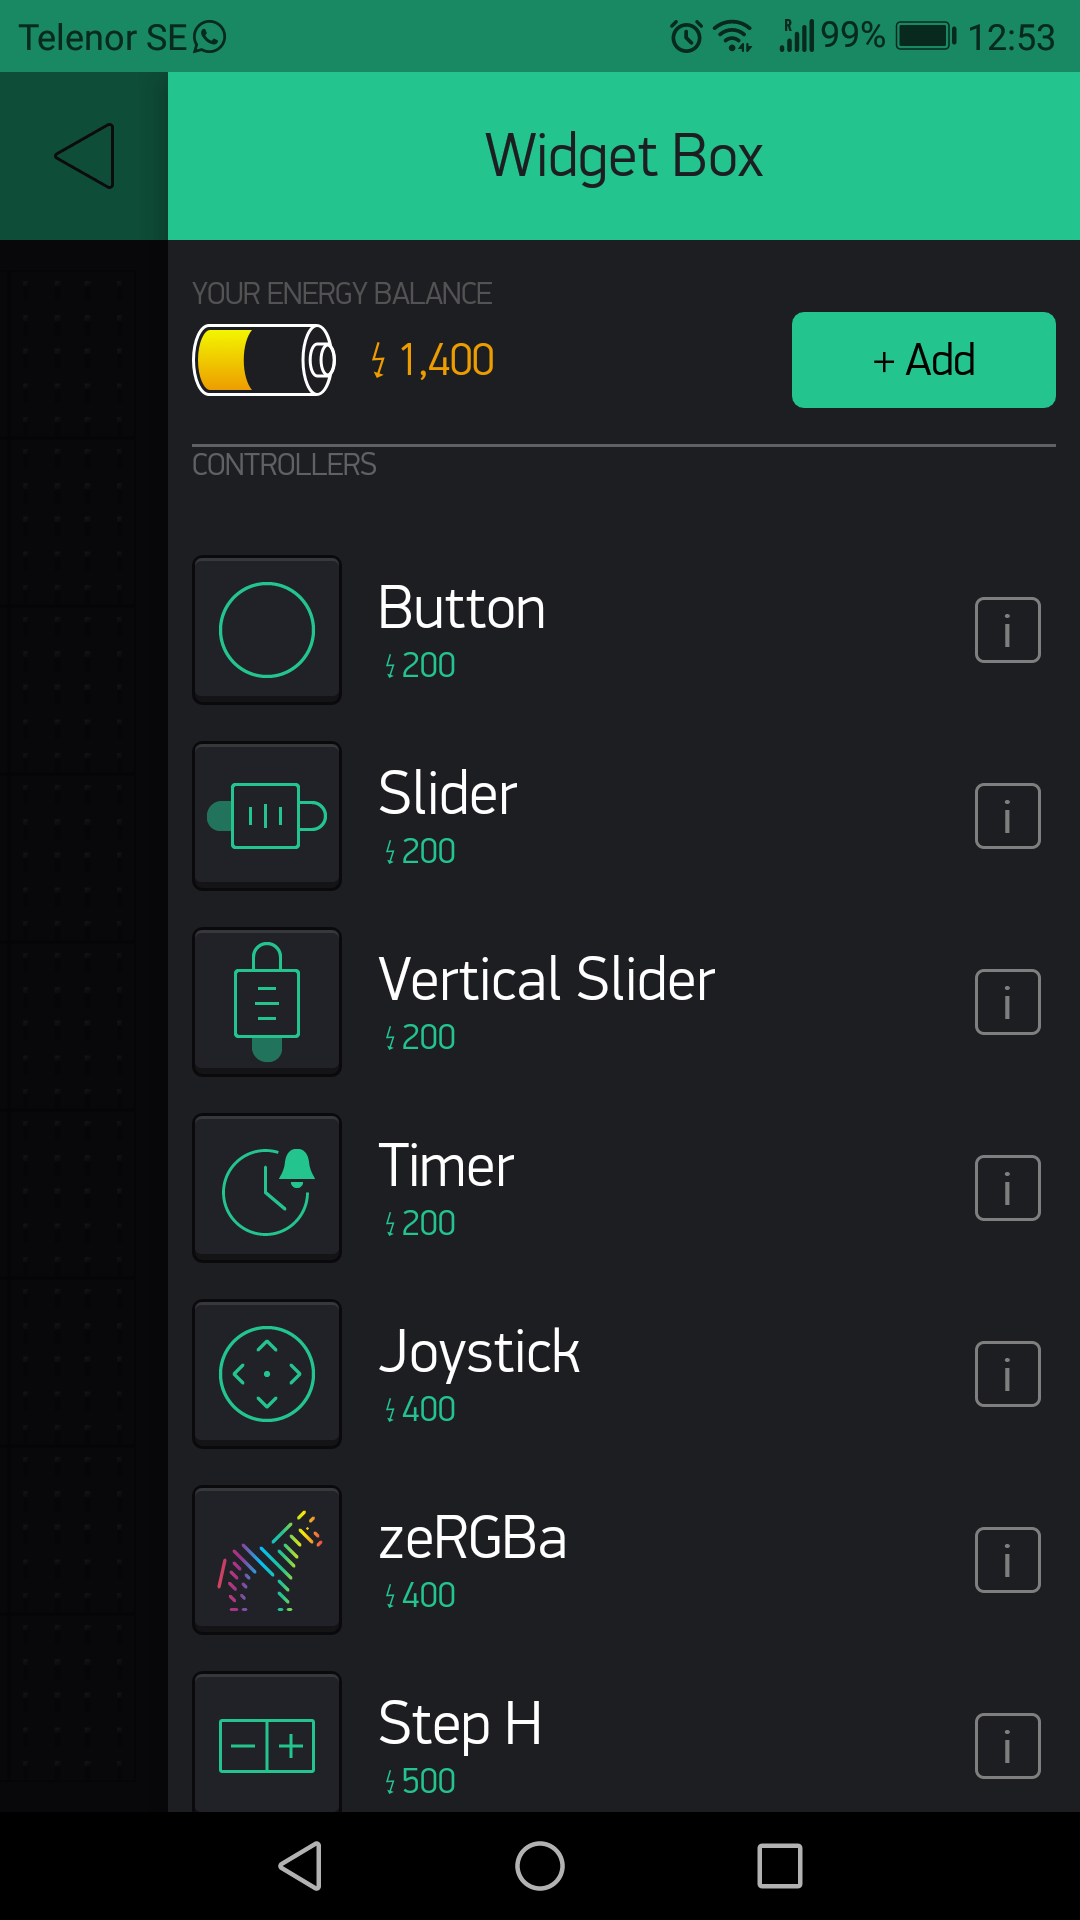 Telenor SE R 99% 12:53
Widget Box
YOUR ENERGY BALANCE
1,400
+ Add
CONTROLLERS
Button
200
i
Slider
200
i
Vertical Slider
200
i
Timer
200
i
Joystick
400
i
zeRGBa
400
i
Step H
500
i